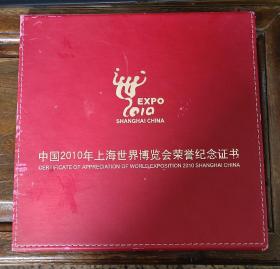 EXPO
2010
SHANGHAI CHINA
中国2010年上海世界博览会荣誉纪念证书
CERTIFICATE OF APPRECIATION OF WORLD EXPOSITION 2010 SHANGHAI CHINA